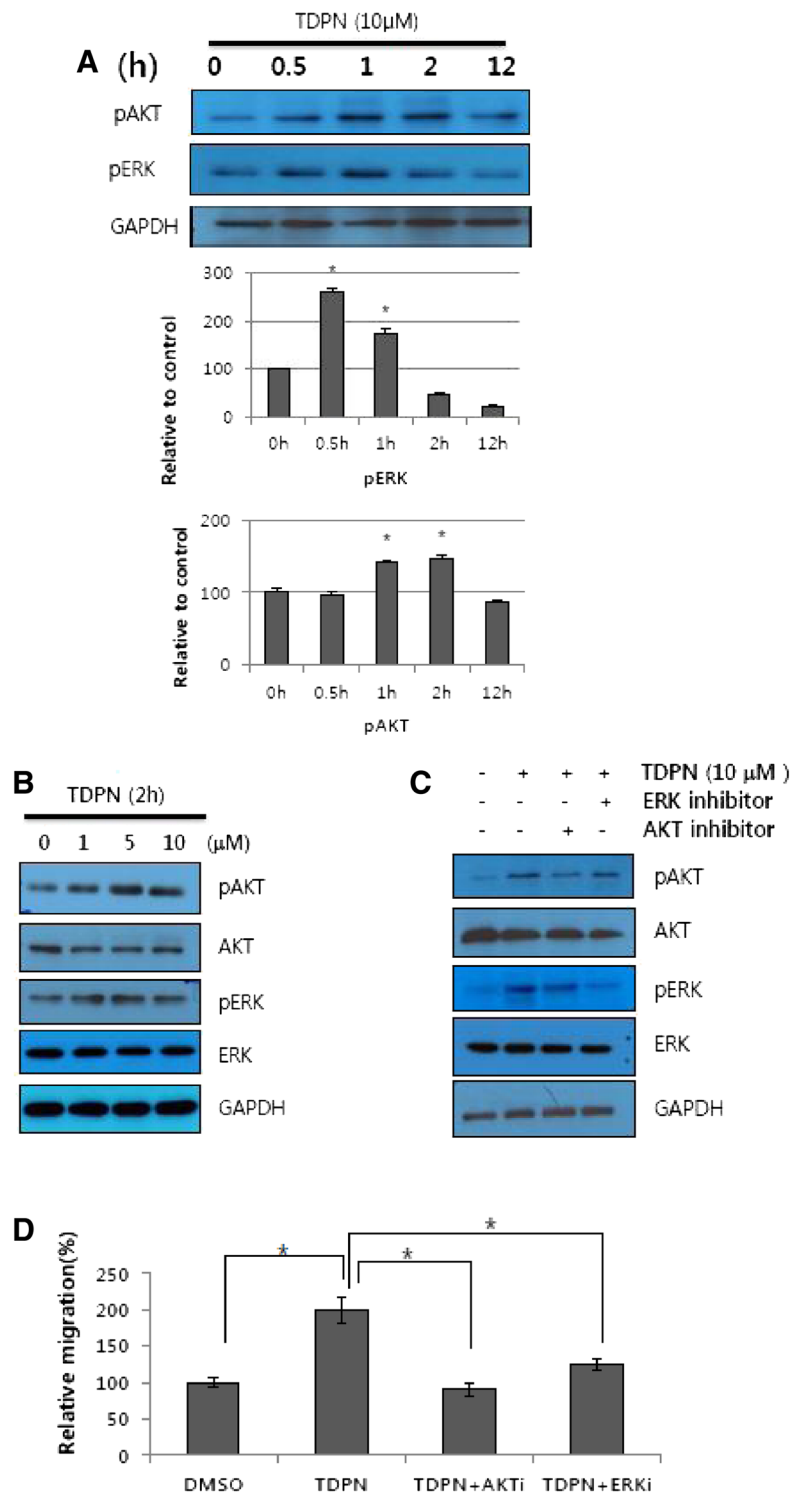 TDPN (10μM)
A (h) 0 0.5 1 2 12
pAKT
pERK
GAPDH
300
200
100
0
Relative to control
*
*
0h 0.5h 1h 2h 12h
pERK
200
100
0
Relative to control
*
*
0h 0.5h 1h 2h 12h
pAKT
B
TDPN (2h)
0 1 5 10 (μM)
pAKT
AKT
pERK
ERK
GAPDH
C
- + + + TDPN (10 μM )
- - - + ERK inhibitor
- - + - AKT inhibitor
pAKT
AKT
pERK
ERK
GAPDH
D
Relative migration(%)
250
200
150
100
50
0
*
*
*
DMSO TDPN TDPN+AKTi TDPN+ERKi